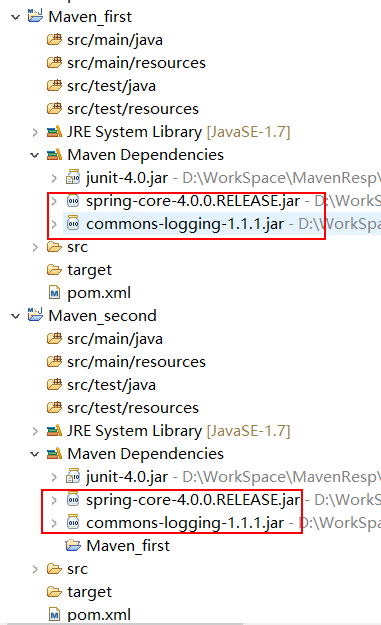 Maven_first
src/main/java
src/main/resources
src/test/java
src/test/resources
JRE System Library [JavaSE-1.7]
Maven Dependencies
junit-4.0.jar - D:\WorkSpace\MavenResp\
spring-core-4.0.0.RELEASE.jar - D:\
commons-logging-1.1.1.jar - D:\WorkSpa
src
target
pom.xml
Maven_second
src/main/java
src/main/resources
src/test/java
src/test/resources
JRE System Library [JavaSE-1.7]
Maven Dependencies
junit-4.0.jar - D:\WorkSpace\MavenResp\
spring-core-4.0.0.RELEASE.jar - D:\
commons-logging-1.1.1.jar - D:\WorkSpa
Maven_first
src
target
pom.xml